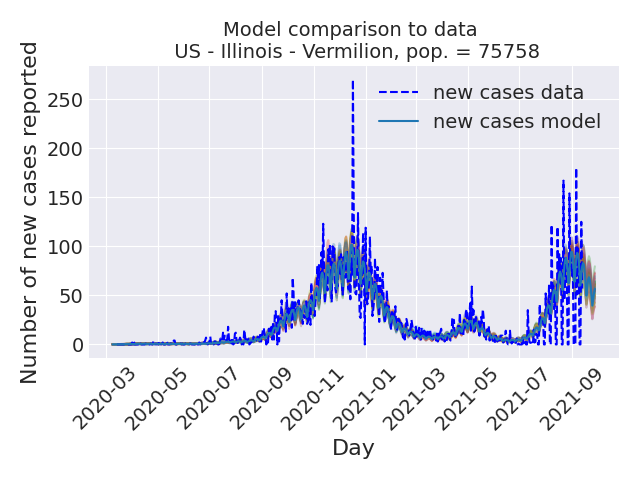 Model comparison to data
US - Illinois - Vermilion, pop. = 75758
Number of new cases reported
250
200
150
100
50
0
new cases data
new cases model
2020-03
2020-05
2020-07
2020-09
2020-11
2021-01
2021-03
2021-05
2021-07
2021-09
Day